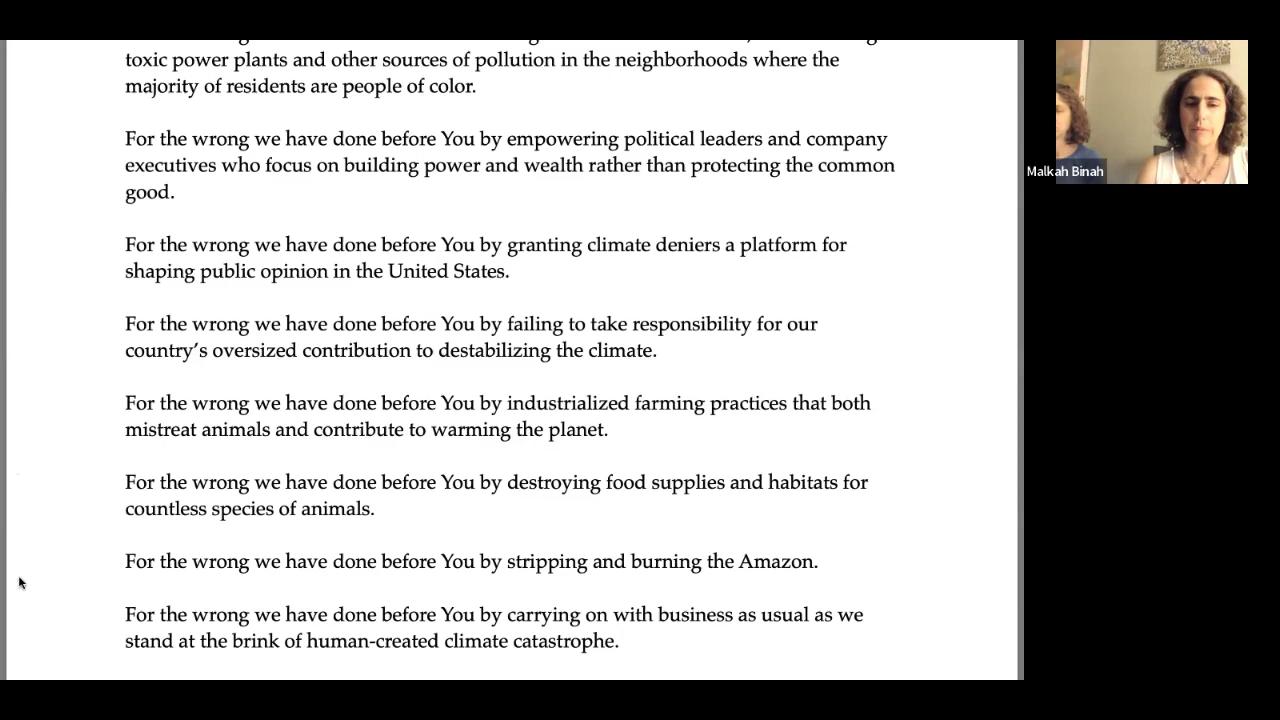 toxic power plants and other sources of pollution in the neighborhoods where the
majority of residents are people of color.
For the wrong we have done before You by empowering political leaders and company
executives who focus on building power and wealth rather than protecting the common
good.
For the wrong we have done before You by granting climate deniers a platform for
shaping public opinion in the United States.
For the wrong we have done before You by failing to take responsibility for our
country’s oversized contribution to destabilizing the climate.
For the wrong we have done before You by industrialized farming practices that both
mistreat animals and contribute to warming the planet.
For the wrong we have done before You by destroying food supplies and habitats for
countless species of animals.
For the wrong we have done before You by stripping and burning the Amazon.
For the wrong we have done before You by carrying on with business as usual as we
stand at the brink of human-created climate catastrophe.
Malkah Binah